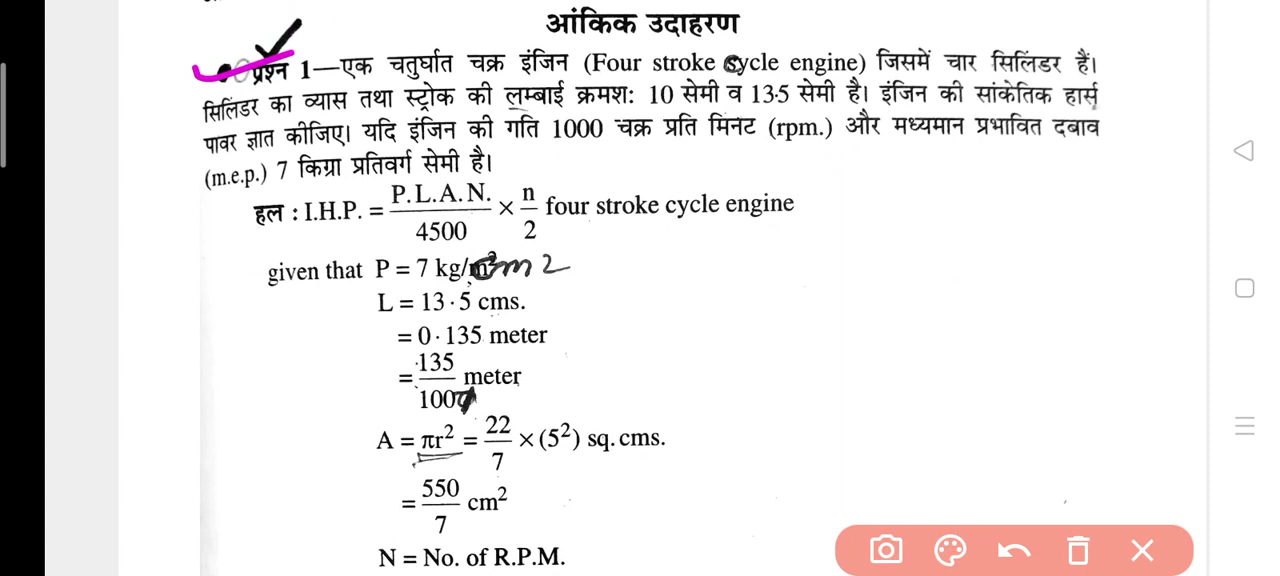 आंकिक उदाहरण
प्रश्न 1—एक चतुर्घात चक्र इंजिन (Four stroke cycle engine) जिसमें चार सिलिंडर हैं।
सिलिंडर का व्यास तथा स्ट्रोक की लम्बाई क्रमश: 10 सेमी व 13·5 सेमी है। इंजिन की सांकेतिक हार्स
पावर ज्ञात कीजिए। यदि इंजिन की गति 1000 चक्र प्रति मिनट (rpm.) और मध्यमान प्रभावित दबाव
(m.e.p.) 7 किग्रा प्रतिवर्ग सेमी है।
हल : I.H.P. = P.L.A.N. / 4500 × n / 2 four stroke cycle engine
given that P = 7 kg/cm2
L = 13·5 cms.
= 0·135 meter
= 135 / 1000 meter
A = πr² = 22 / 7 × (5²) sq. cms.
= 550 / 7 cm²
N = No. of R.P.M.